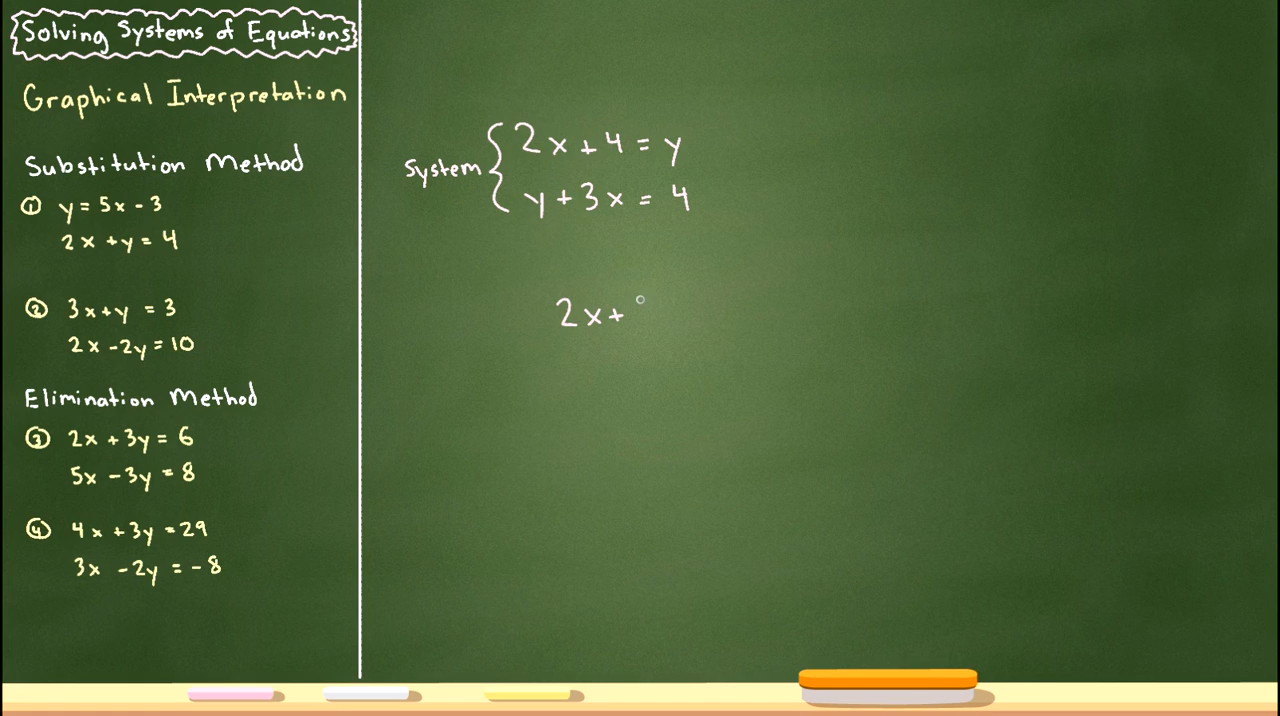 Solving Systems of Equations
Graphical Interpretation
Substitution Method
① y = 5x - 3
2x + y = 4
② 3x + y = 3
2x - 2y = 10
Elimination Method
③ 2x + 3y = 6
5x - 3y = 8
④ 4x + 3y = 29
3x - 2y = -8
System { 2x + 4 = y
y + 3x = 4
2x +